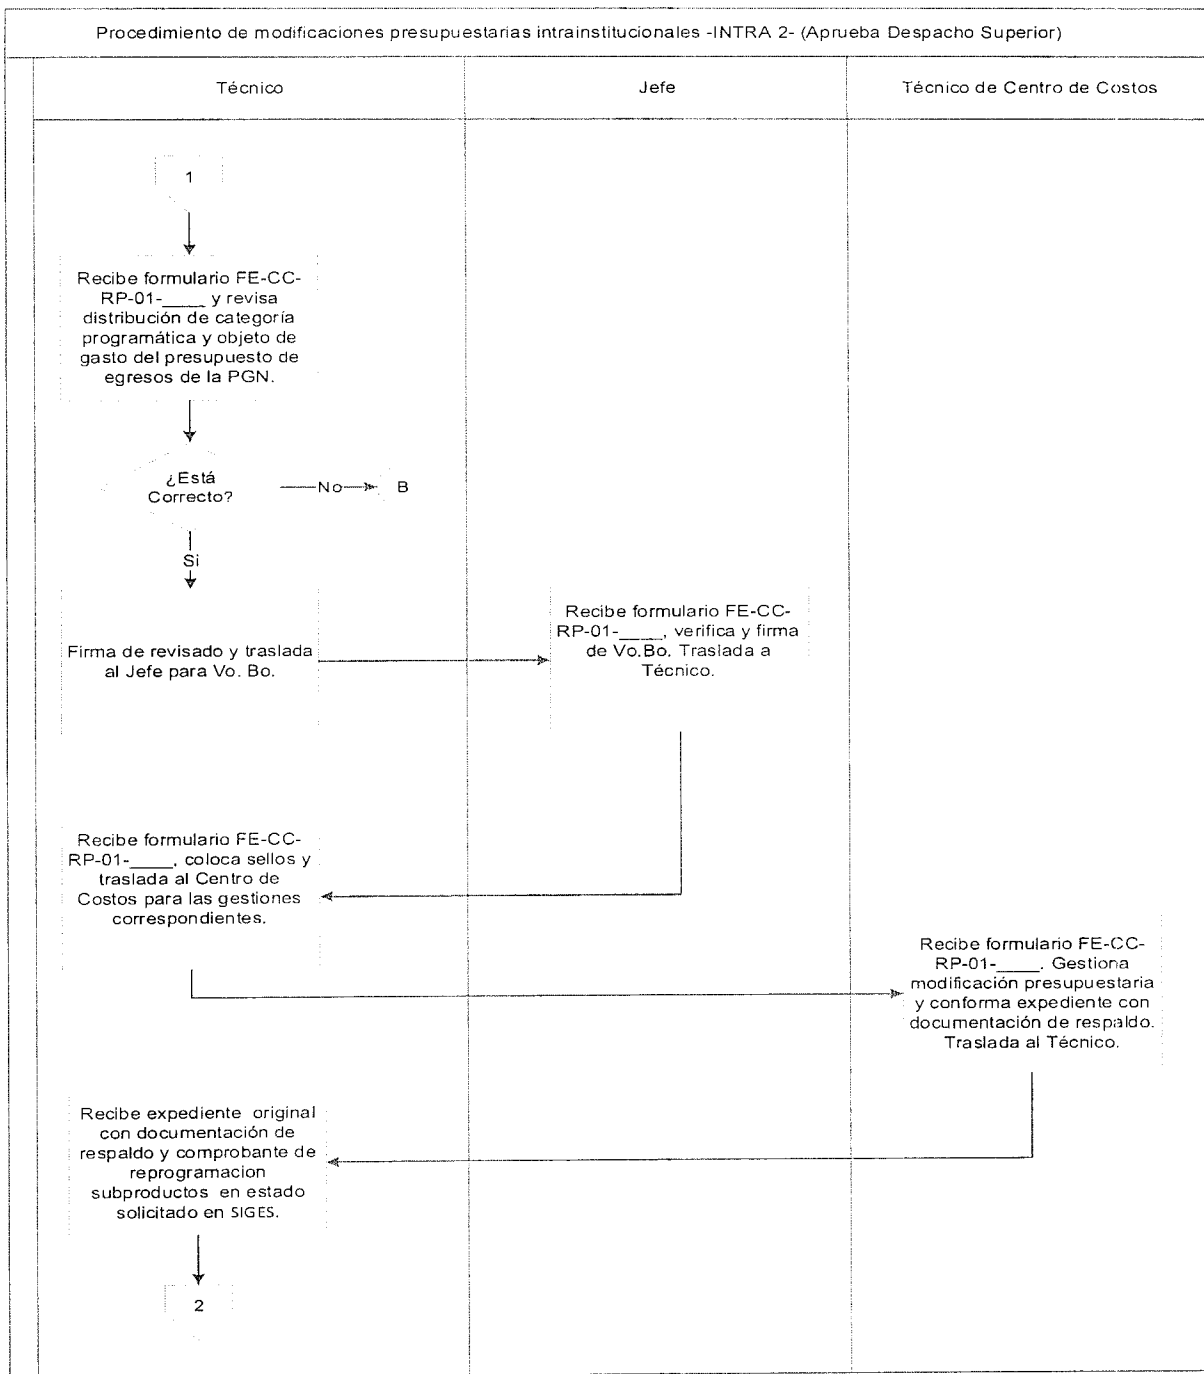 Procedimiento de modificaciones presupuestarias intrainstitucionales -INTRA 2- (Aprueba Despacho Superior)
Técnico
Jefe
Técnico de Centro de Costos
1
Recibe formulario FE-CC-
RP-01-____ y revisa
distribución de categoría
programática y objeto de
gasto del presupuesto de
egresos de la PGN.
¿Está
Correcto?
No
B
Si
Firma de revisado y traslada
al Jefe para Vo. Bo.
Recibe formulario FE-CC-
RP-01-____, verifica y firma
de Vo.Bo. Traslada a
Técnico.
Recibe formulario FE-CC-
RP-01-____, coloca sellos y
traslada al Centro de
Costos para las gestiones
correspondientes.
Recibe formulario FE-CC-
RP-01-____. Gestiona
modificación presupuestaria
y conforma expediente con
documentación de respaldo.
Traslada al Técnico.
Recibe expediente original
con documentación de
respaldo y comprobante de
reprogramacion
subproductos en estado
solicitado en SIGES.
2